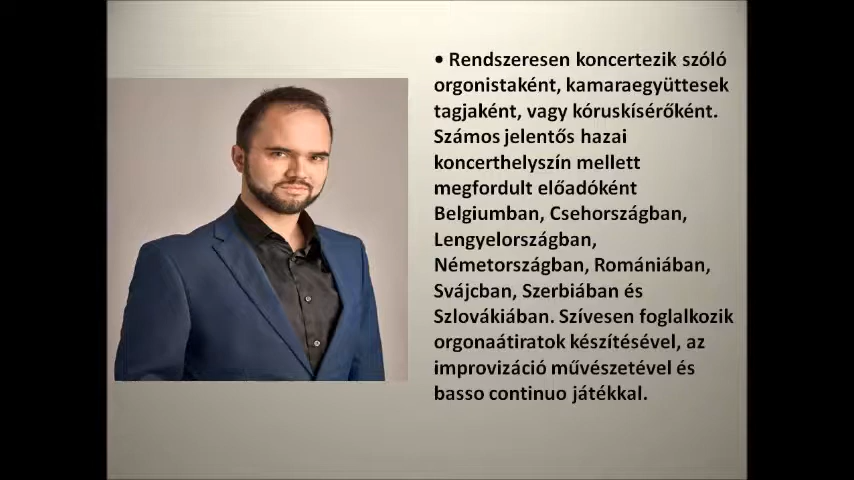 • Rendszeresen koncertezik szóló
orgonistaként, kamaraegyüttesek
tagjaként, vagy kóruskísérőként.
Számos jelentős hazai
koncerthelyszín mellett
megfordult előadóként
Belgiumban, Csehországban,
Lengyelországban,
Németországban, Romániában,
Svájcban, Szerbiában és
Szlovákiában. Szívesen foglalkozik
orgonaátiratok készítésével, az
improvizáció művészetével és
basso continuo játékkal.